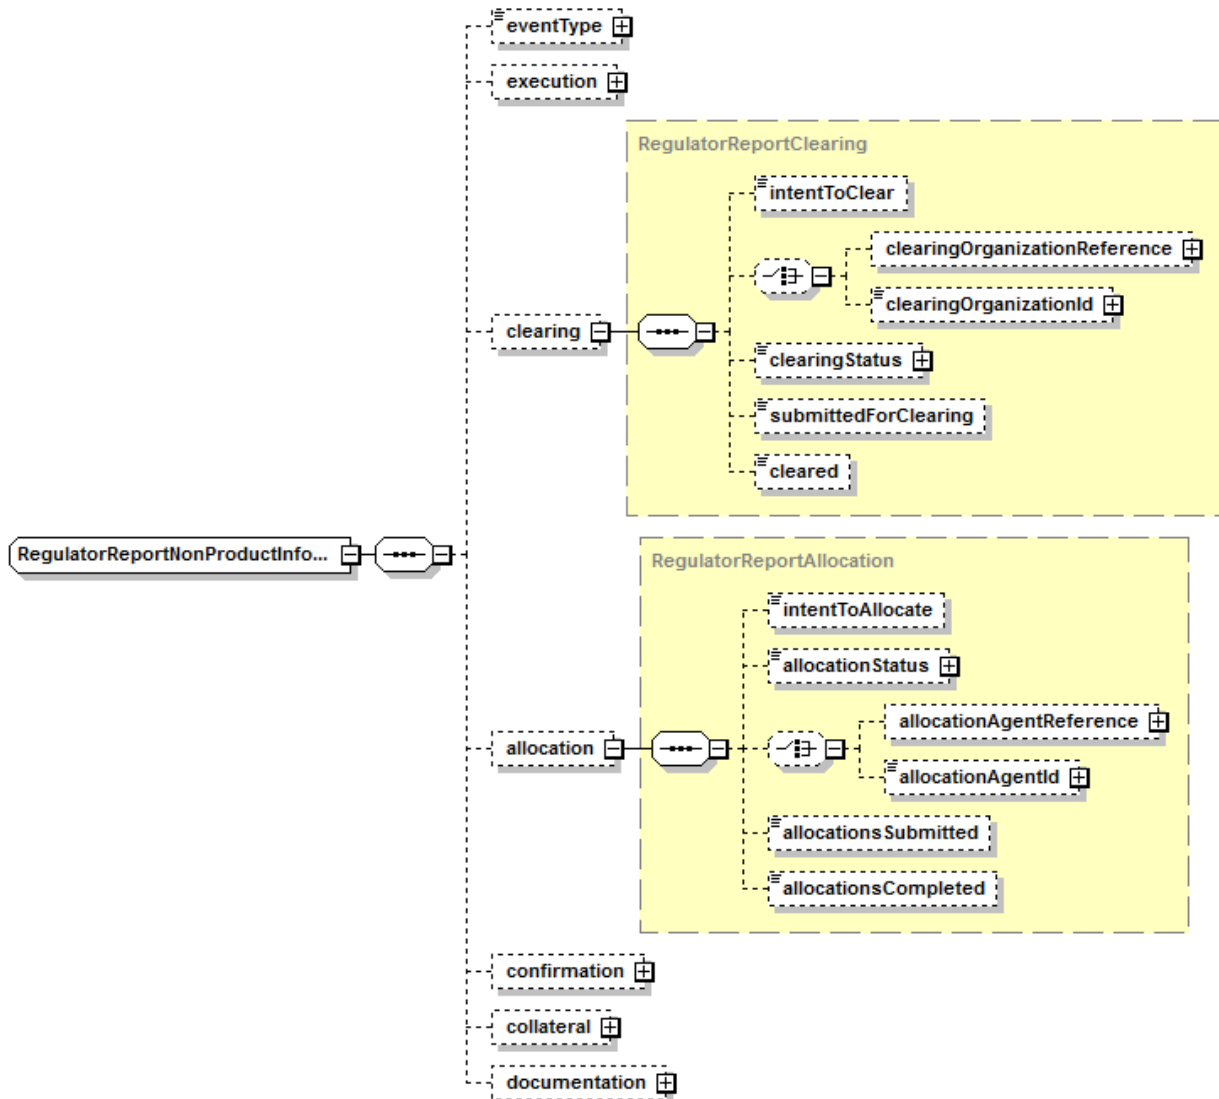 eventType
execution
RegulatorReportClearing
intentToClear
clearingOrganizationReference
clearingOrganizationId
clearing
clearingStatus
submittedForClearing
cleared
RegulatorReportNonProductInfo...
RegulatorReportAllocation
intentToAllocate
allocationStatus
allocationAgentReference
allocation
allocationAgentId
allocationsSubmitted
allocationsCompleted
confirmation
collateral
documentation